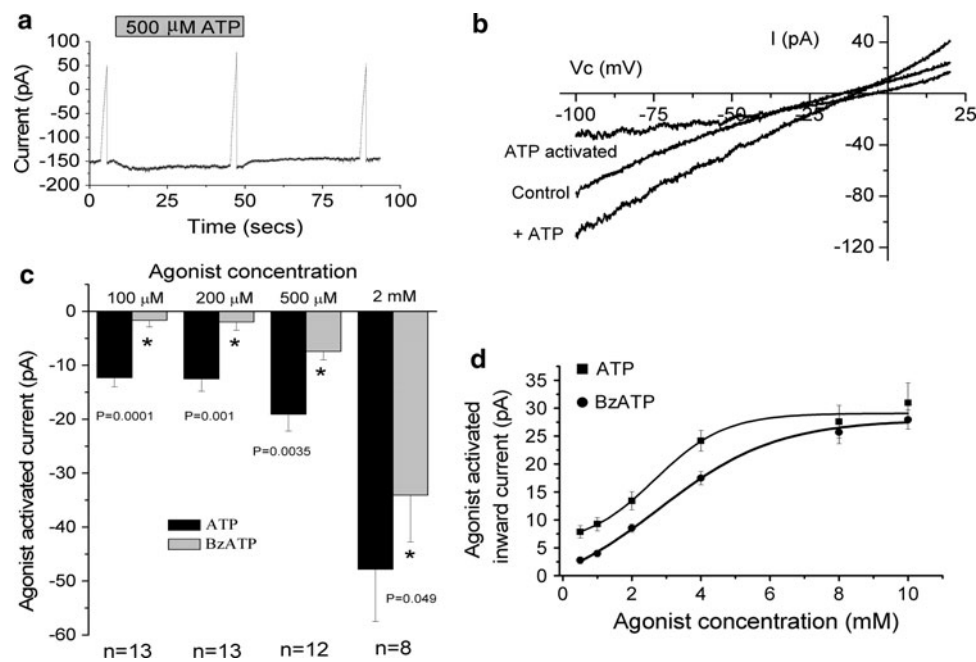 a
500 μM ATP
Current (pA)
100
50
0
-50
-100
-150
-200
0 25 50 75 100
Time (secs)
b
I (pA)
Vc (mV)
40
-100 -75 -50 -25 25
ATP activated
Control
+ ATP
-40
-80
-120
c
Agonist concentration
100 μM 200 μM 500 μM 2 mM
Agonist activated current (pA)
0
-10
-20
-30
-40
-50
-60
* * * *
P=0.0001 P=0.001
P=0.0035
P=0.049
ATP
BzATP
n=13 n=13 n=12 n=8
d
ATP
BzATP
Agonist activated
inward current (pA)
35
30
25
20
15
10
5
0
0 2 4 6 8 10
Agonist concentration (mM)